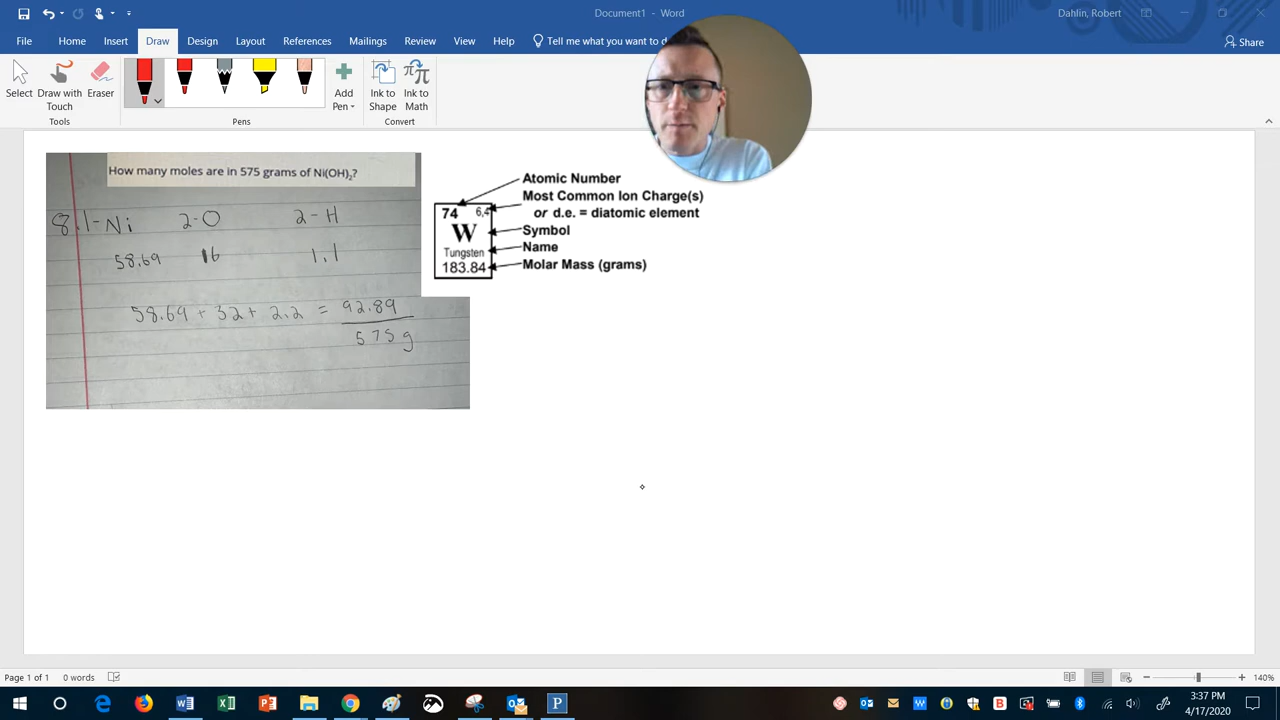 Document1 - Word
Dahlin, Robert
File Home Insert Draw Design Layout References Mailings Review View Help Tell me what you want to d
Share
Select Draw with Touch Eraser Add Pen Ink to Shape Ink to Math
Tools Pens Convert
How many moles are in 575 grams of Ni(OH)₂?
8. 1-Ni 2-O 2-H
58.69 16 1.1
58.69 + 32 + 2.2 = 92.89
575 g
74 6,4
W
Tungsten
183.84
Atomic Number
Most Common Ion Charge(s)
or d.e. = diatomic element
Symbol
Name
Molar Mass (grams)
Page 1 of 1 0 words
140%
3:37 PM
4/17/2020